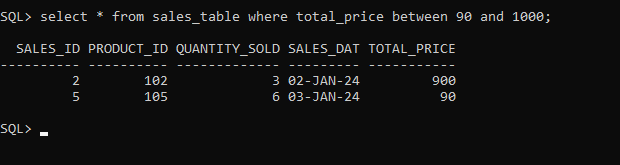 SQL> select * from sales_table where total_price between 90 and 1000;
SALES_ID PRODUCT_ID QUANTITY_SOLD SALES_DAT TOTAL_PRICE
---------- ---------- ------------- --------- -----------
2 102 3 02-JAN-24 900
5 105 6 03-JAN-24 90
SQL>